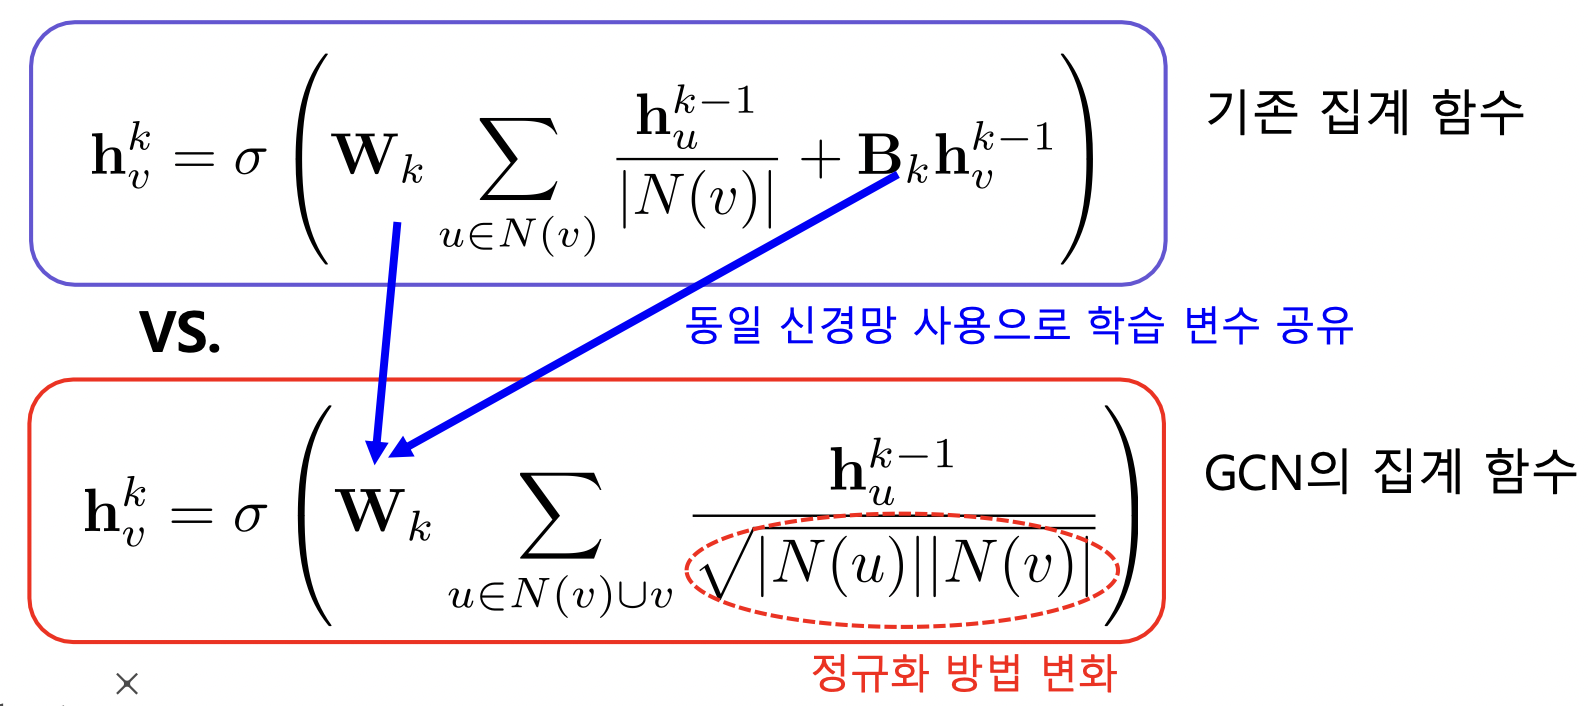 $\mathbf{h}_v^k = \sigma \left( \mathbf{W}_k \sum_{u \in N(v)} \frac{\mathbf{h}_u^{k-1}}{|N(v)|} + \mathbf{B}_k \mathbf{h}_v^{k-1} \right)$ 기존 집계 함수
VS. 동일 신경망 사용으로 학습 변수 공유
$\mathbf{h}_v^k = \sigma \left( \mathbf{W}_k \sum_{u \in N(v) \cup v} \frac{\mathbf{h}_u^{k-1}}{\sqrt{|N(u)||N(v)|}} \right)$ GCN의 집계 함수
정규화 방법 변화